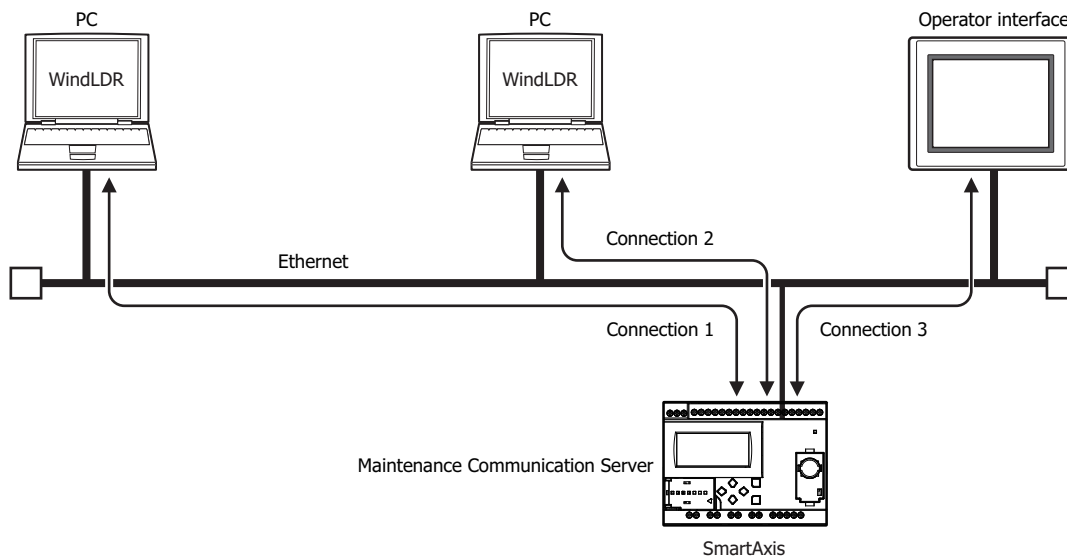 PC
PC
Operator interface
WindLDR
WindLDR
Connection 2
Ethernet
Connection 1
Connection 3
Maintenance Communication Server
SmartAxis